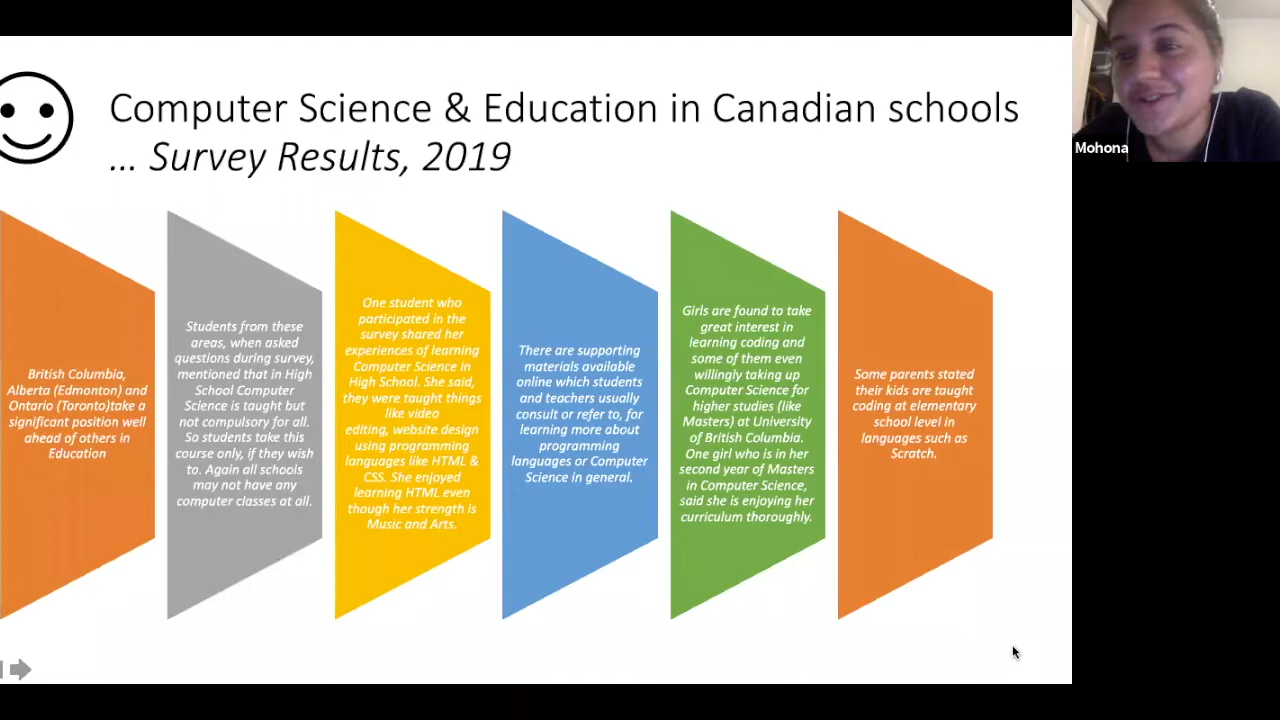 Computer Science & Education in Canadian schools
... Survey Results, 2019
Mohona
British Columbia,
Alberta (Edmonton) and
Ontario (Toronto)take a
significant position well
ahead of others in
Education
Students from these
areas, when asked
questions during survey,
mentioned that in High
School Computer
Science is taught but
not compulsory for all.
So students take this
course only, if they wish
to. Again all schools
may not have any
computer classes at all.
One student who
participated in the
survey shared her
experiences of learning
Computer Science in
High School. She said,
they were taught things
like video
editing, website design
using programming
languages like HTML &
CSS. She enjoyed
learning HTML even
though her strength is
Music and Arts.
There are supporting
materials available
online which students
and teachers usually
consult or refer to, for
learning more about
programming
languages or Computer
Science in general.
Girls are found to take
great interest in
learning coding and
some of them even
willingly taking up
Computer Science for
higher studies (like
Masters) at University
of British Columbia.
One girl who is in her
second year of Masters
in Computer Science,
said she is enjoying her
curriculum thoroughly.
Some parents stated
their kids are taught
coding at elementary
school level in
languages such as
Scratch.